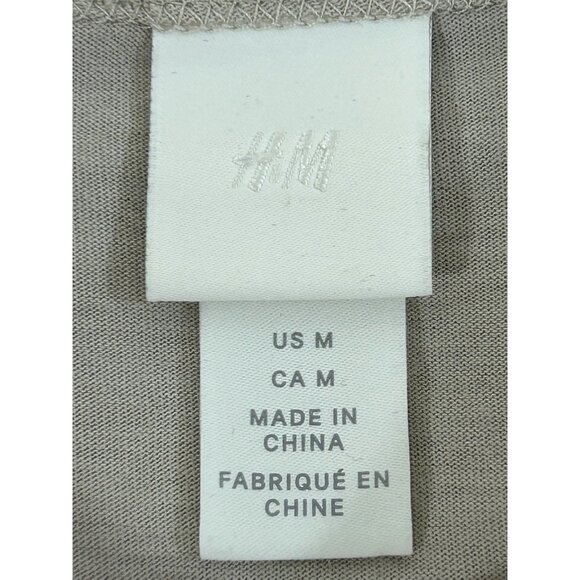 H&M
US M
CA M
MADE IN
CHINA
FABRIQUÉ EN
CHINE